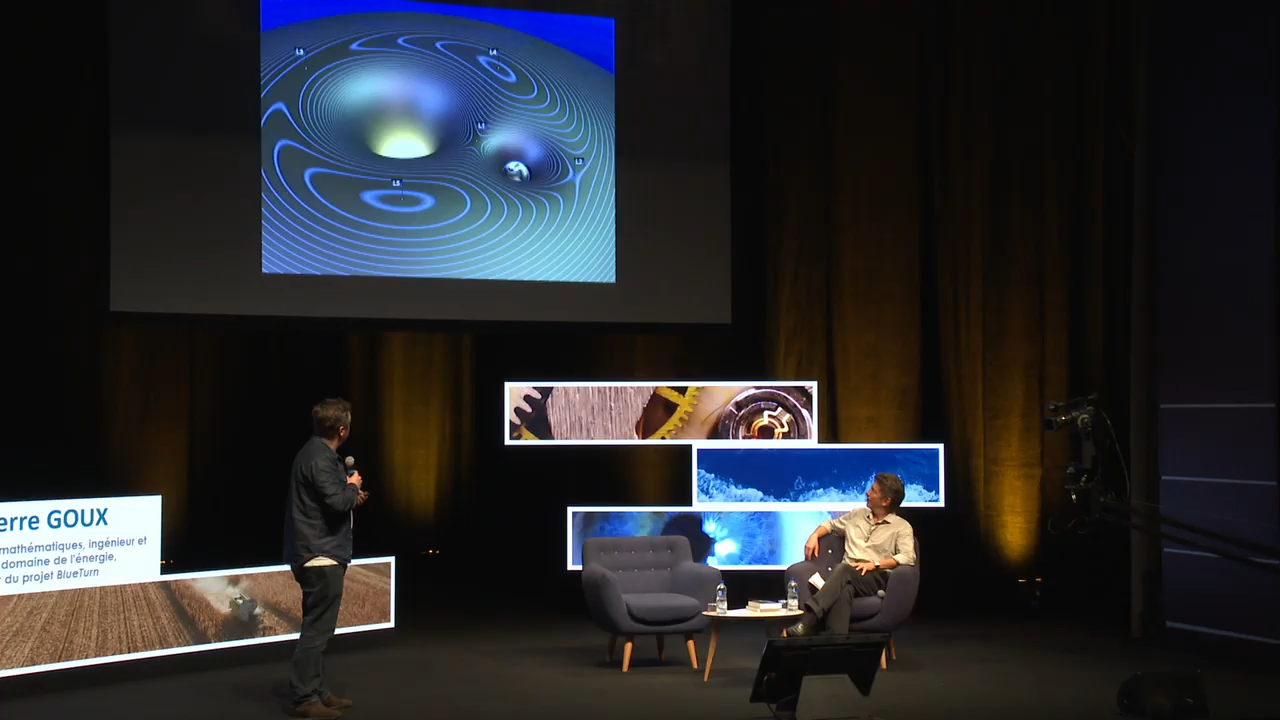 L3
L4
L1
L2
L5
erre GOUX
mathématiques, ingénieur et
domaine de l'énergie,
du projet BlueTurn